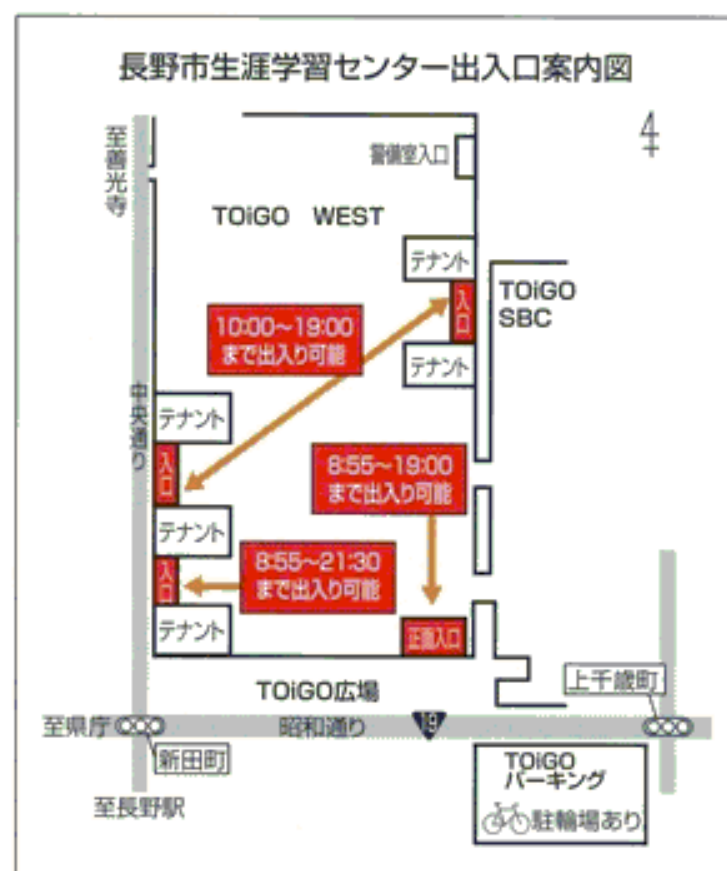 長野市生涯学習センター出入口案内図
至善光寺
警備室入口
TOiGO WEST
テナント
入口
TOiGO
SBC
10:00〜19:00
まで出入り可能
テナント
中央通り
テナント
入口
8:55〜19:00
まで出入り可能
テナント
入口
8:55〜21:30
まで出入り可能
テナント
正面入口
TOiGO広場
上千歳町
至県庁
昭和通り
19
新田町
TOiGO
パーキング
駐輪場あり
至長野駅